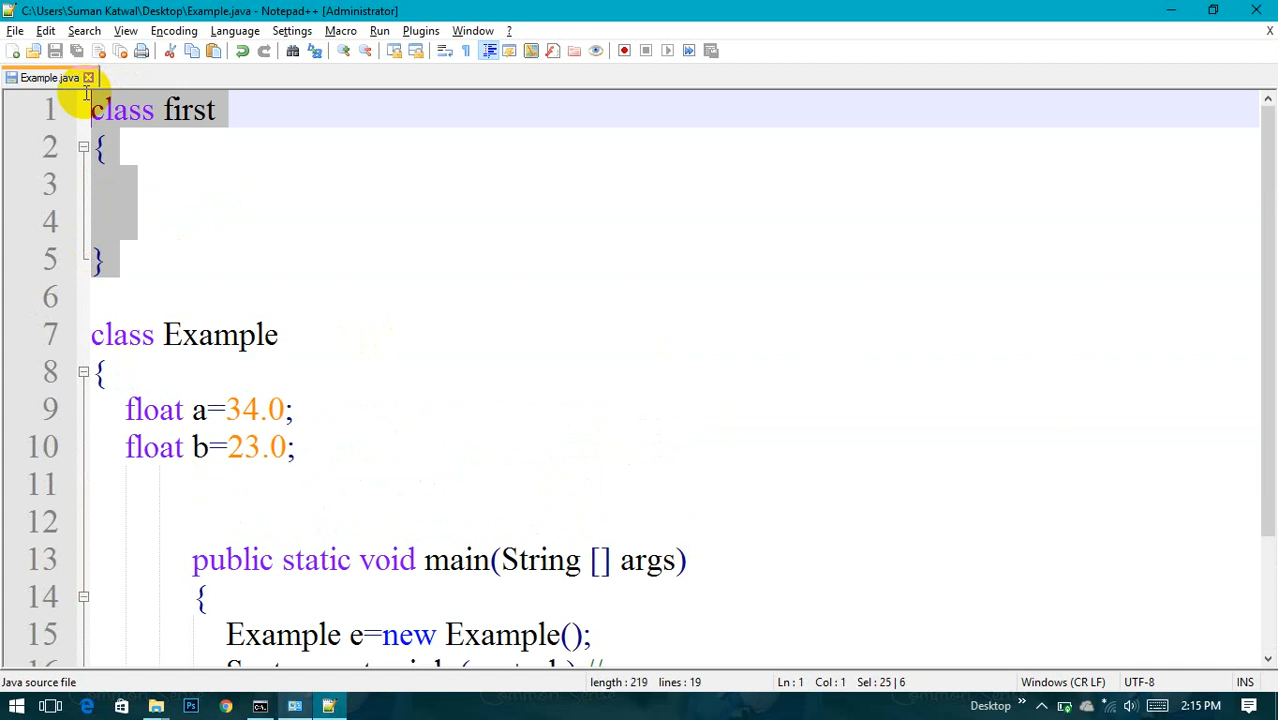 C:\Users\Suman Katwal\Desktop\Example.java - Notepad++ [Administrator]
File Edit Search View Encoding Language Settings Macro Run Plugins Window ? X
Example.java
1 class first
2 {
3
4
5 }
6
7 class Example
8 {
9 float a=34.0;
10 float b=23.0;
11
12
13 public static void main(String [] args)
14 {
15 Example e=new Example();
16
Java source file length : 219 lines : 19 Ln : 1 Col : 1 Sel : 25 | 6 Windows (CR LF) UTF-8 INS
Desktop 2:15 PM